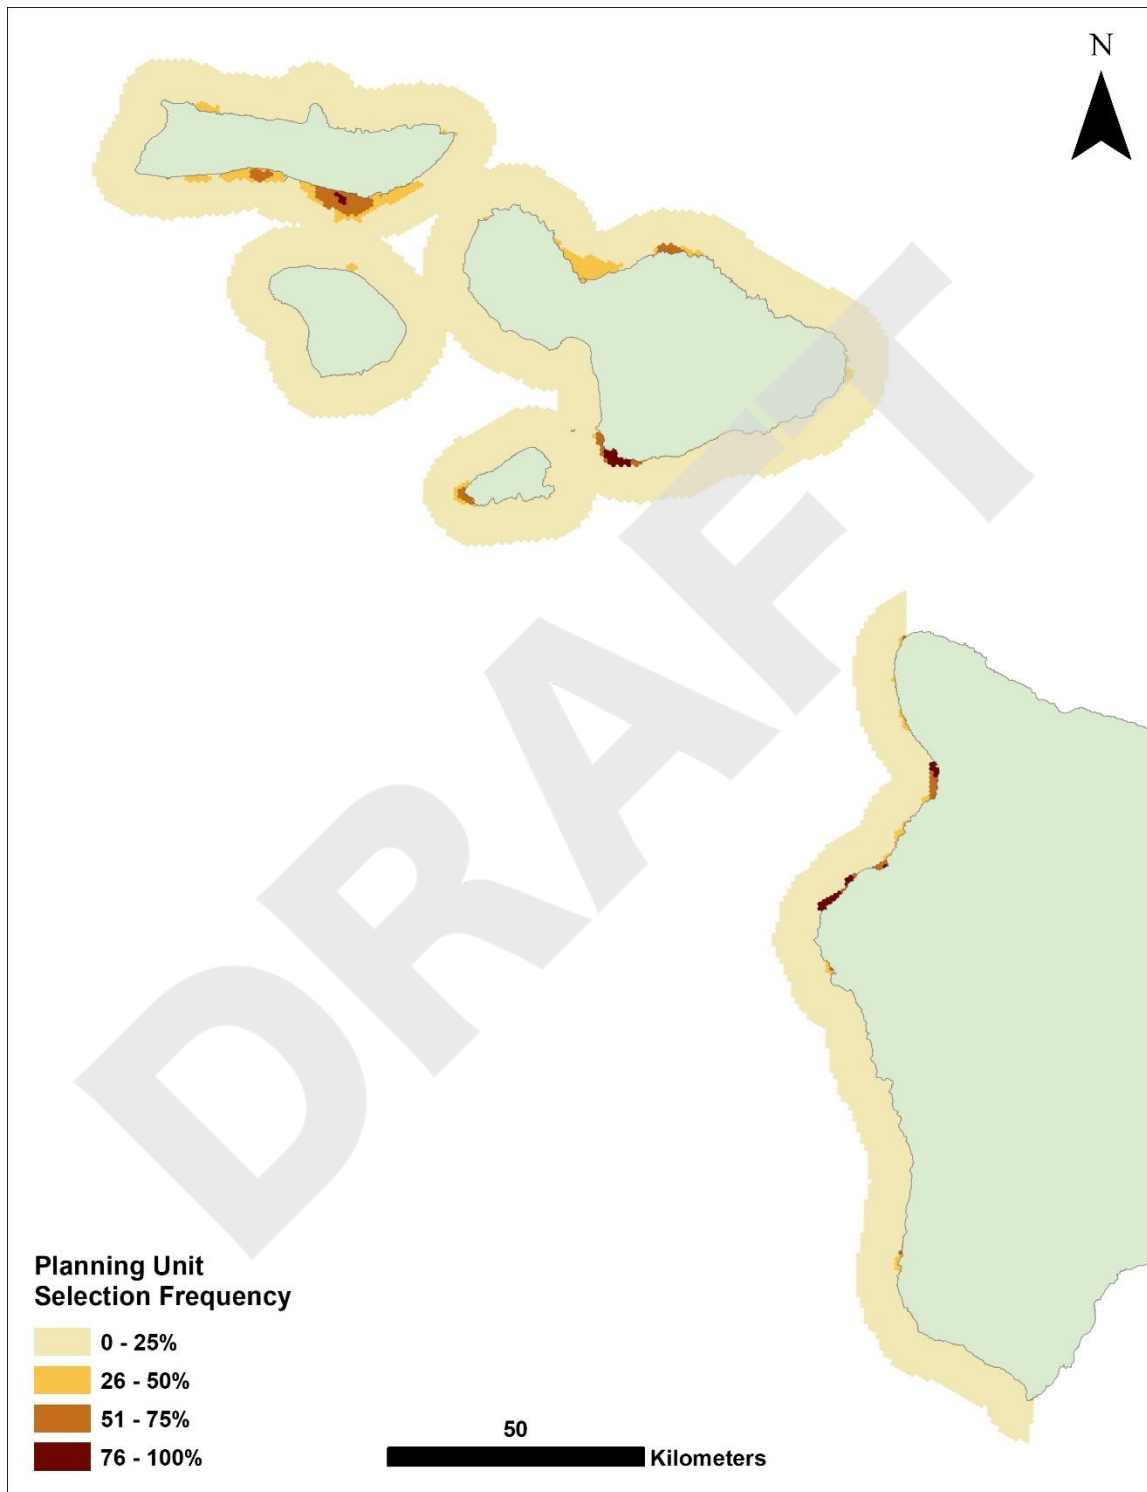 N
DRAFT
Planning Unit
Selection Frequency
0 - 25%
26 - 50%
51 - 75%
76 - 100%
50
Kilometers